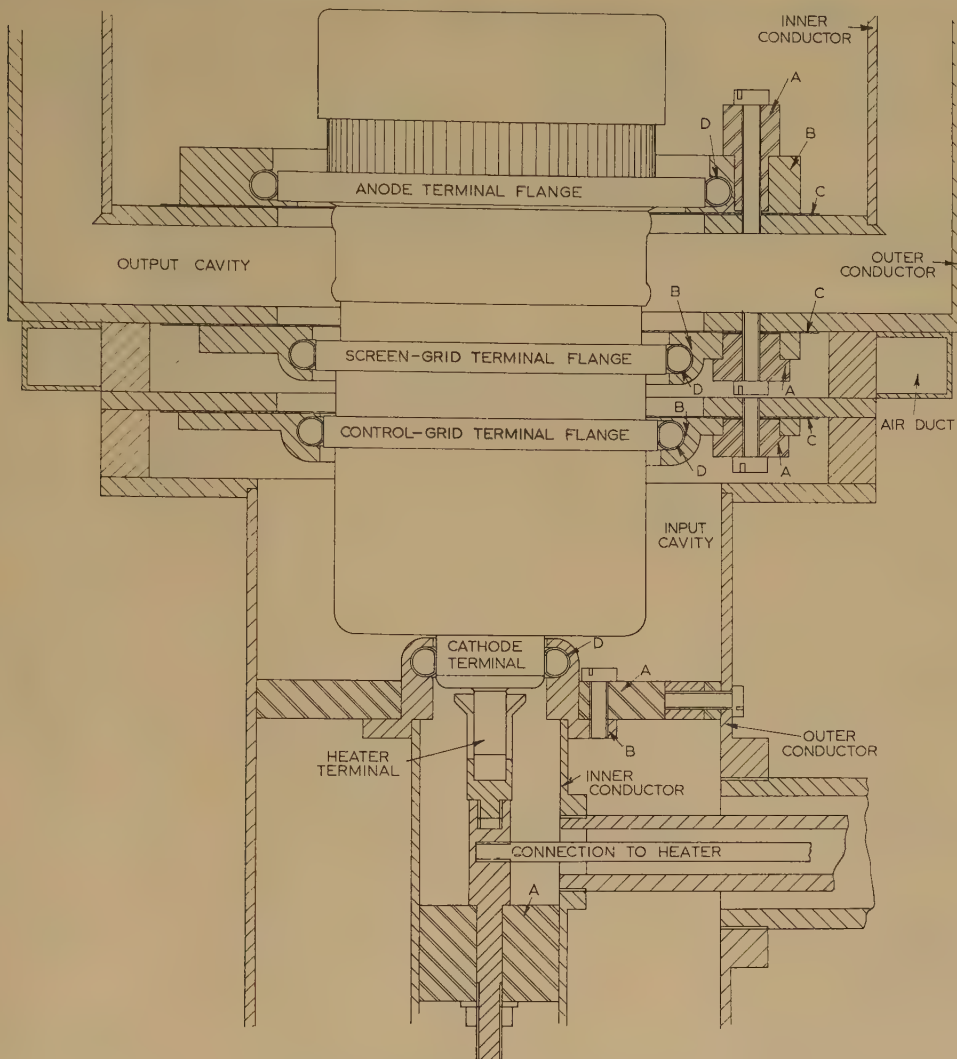 INNER
CONDUCTOR
A
D
B
ANODE TERMINAL FLANGE
C
OUTPUT CAVITY
OUTER
CONDUCTOR
B
C
SCREEN-GRID TERMINAL FLANGE
D
A
B
CONTROL-GRID TERMINAL FLANGE
C
AIR DUCT
D
A
INPUT
CAVITY
CATHODE
TERMINAL
D
A
HEATER
TERMINAL
B
OUTER
CONDUCTOR
INNER
CONDUCTOR
CONNECTION TO HEATER
A